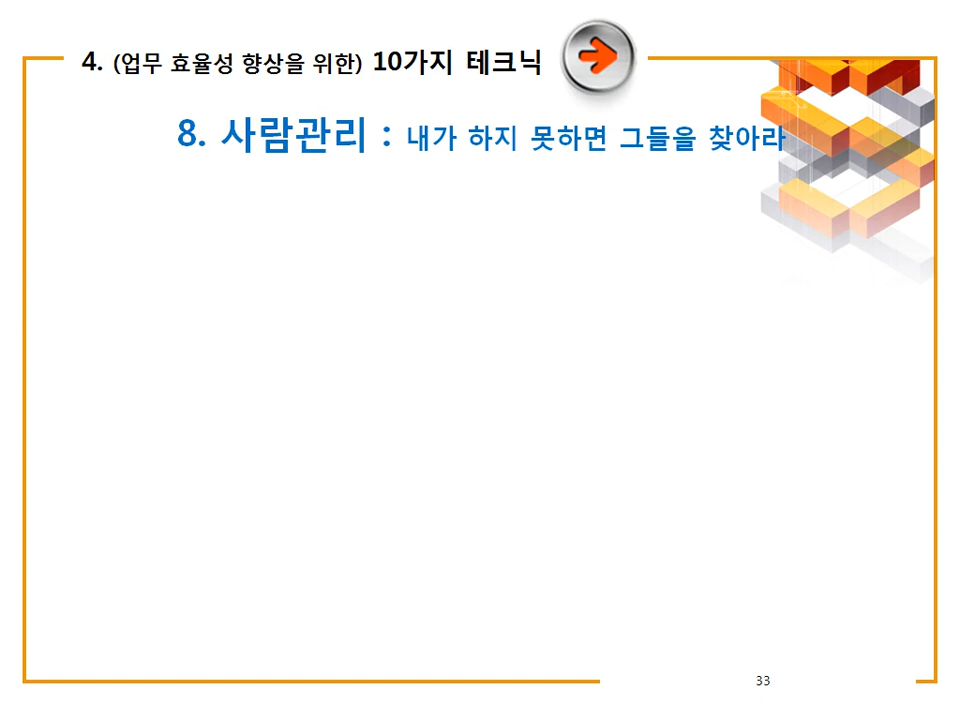 4. (업무 효율성 향상을 위한) 10가지 테크닉
8. 사람관리 : 내가 하지 못하면 그들을 찾아라
33